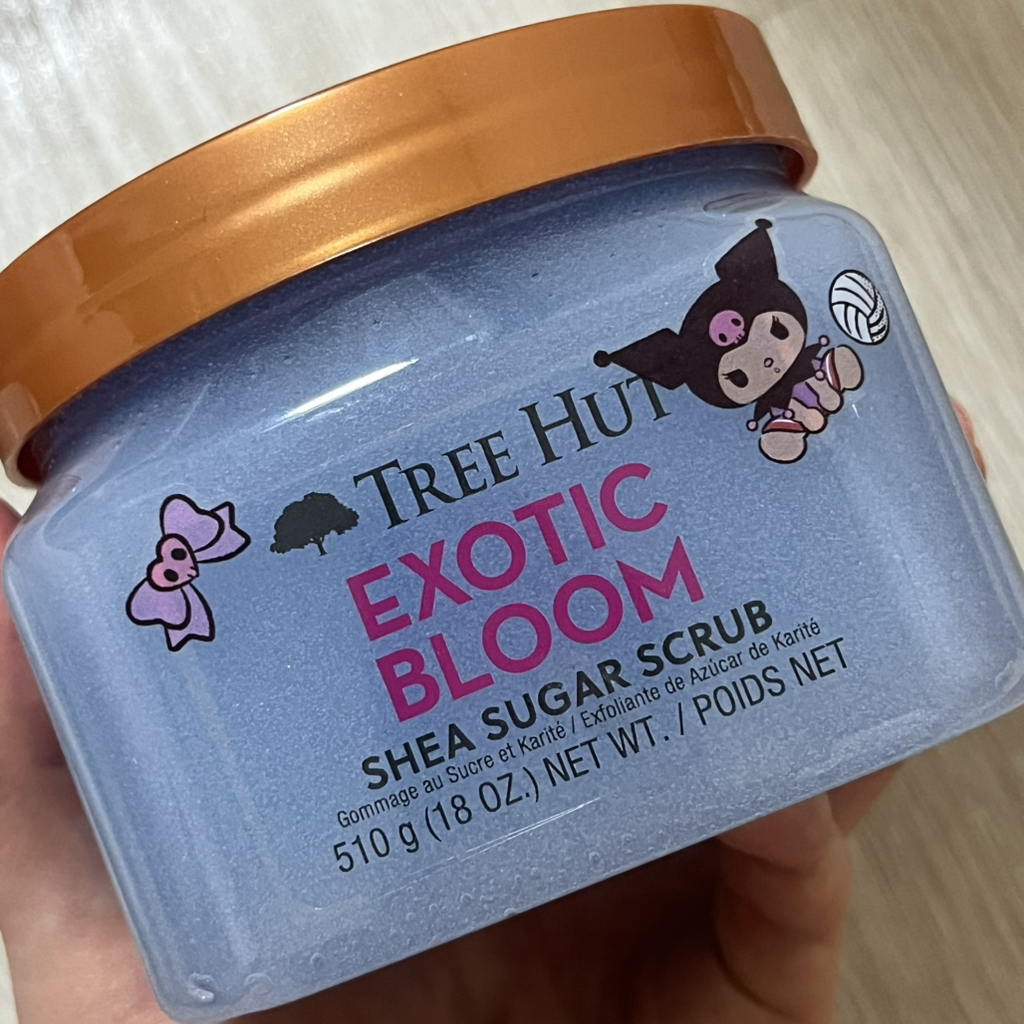 TREE HUT
EXOTIC
BLOOM
SHEA SUGAR SCRUB
Gommage au Sucre et Karité / Exfoliante de Azúcar de Karité
510 g (18 OZ.) NET WT. / POIDS NET